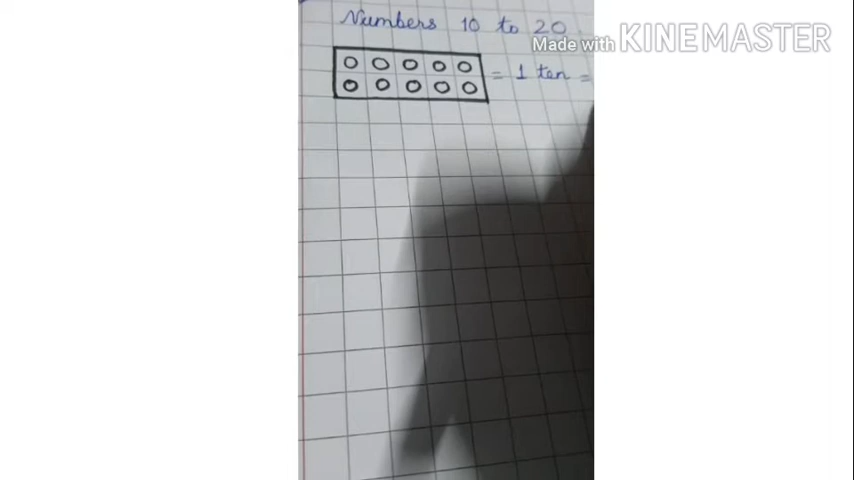 Numbers 10 to 20.
Made with KINEMASTER
= 1 ten =